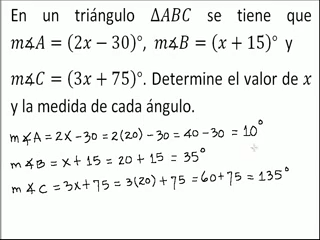 En un triángulo ΔABC se tiene que
m∡A = (2x − 30)°, m∡B = (x + 15)° y
m∡C = (3x + 75)°. Determine el valor de x
y la medida de cada ángulo.
m∡A = 2x − 30 = 2(20) − 30 = 40 − 30 = 10°
m∡B = x + 15 = 20 + 15 = 35°
m∡C = 3x + 75 = 3(20) + 75 = 60 + 75 = 135°